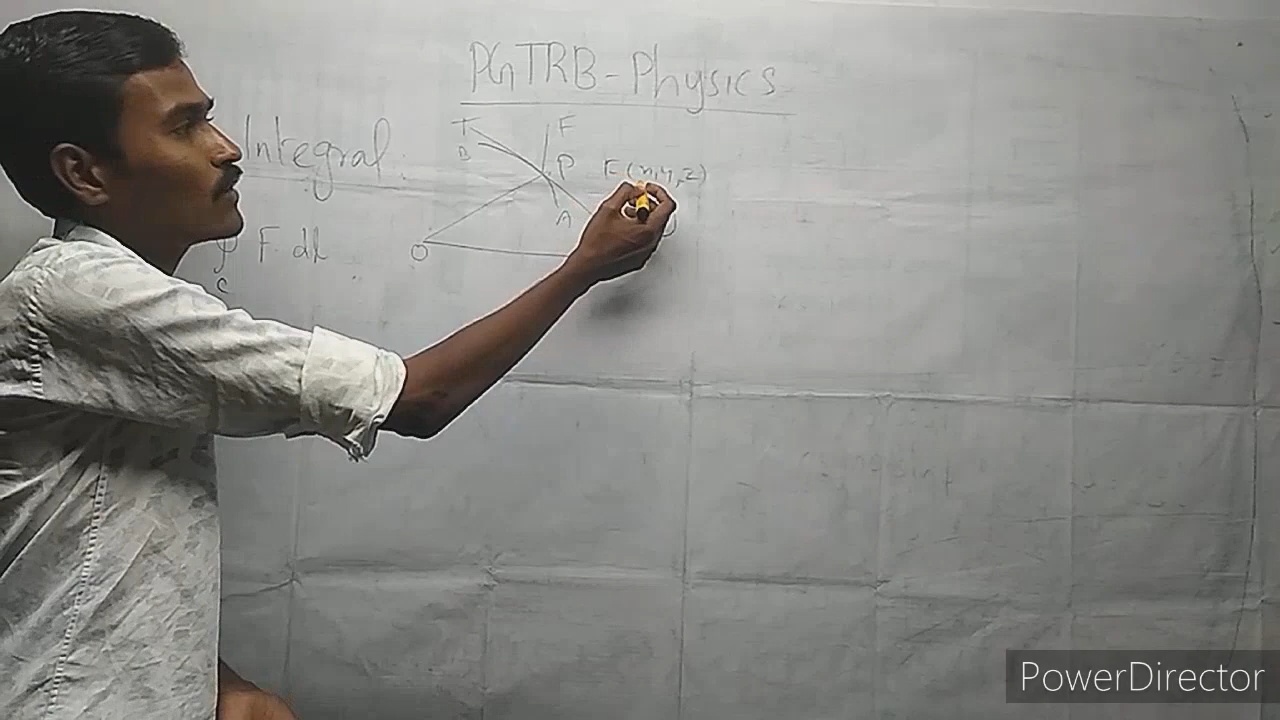 PG TRB - Physics
Integral
T
F
B
P
F (x, y, z)
A
O
∮ F. dl
c
PowerDirector